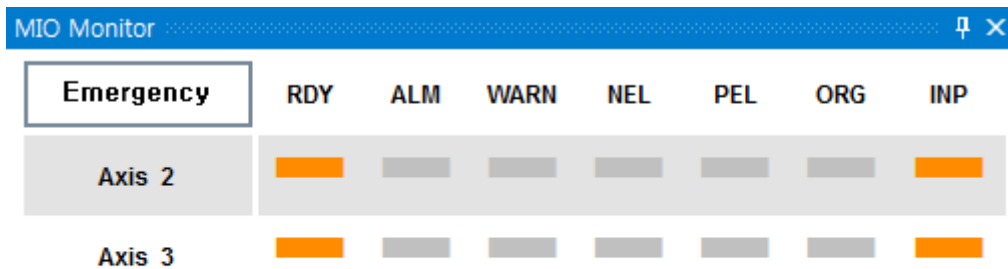 MIO Monitor
Emergency RDY ALM WARN NEL PEL ORG INP
Axis 2
Axis 3